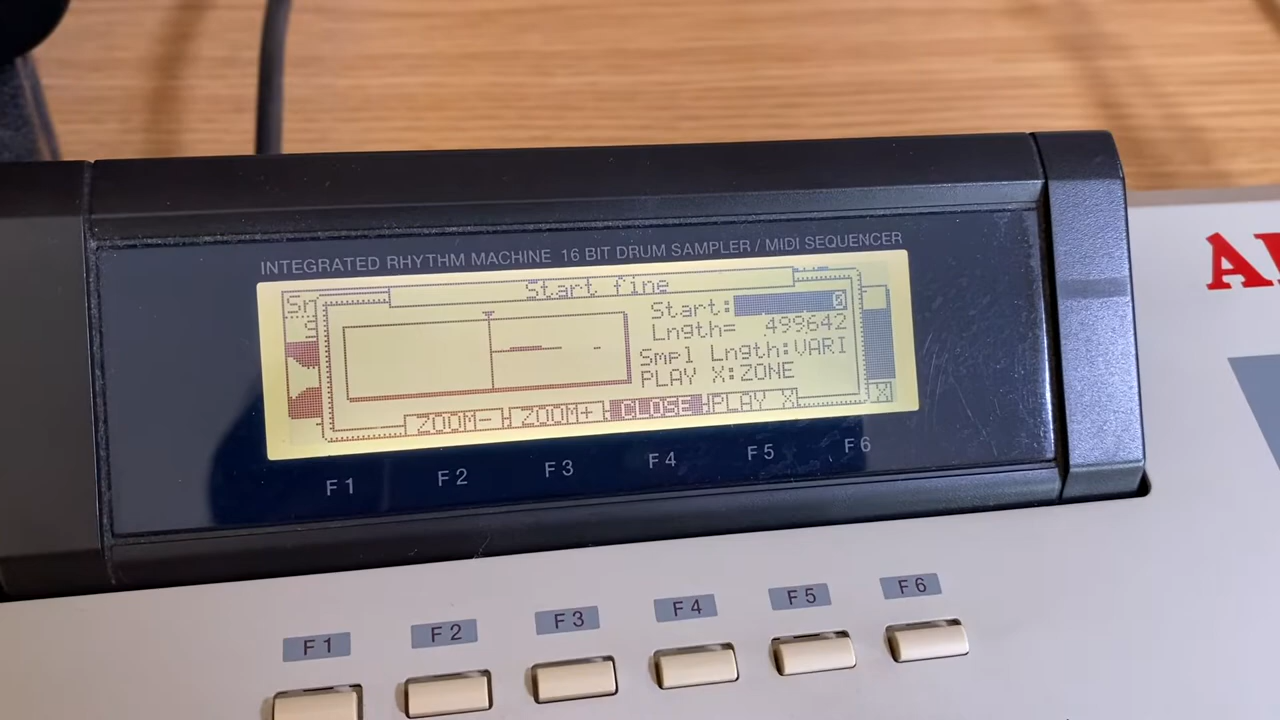 INTEGRATED RHYTHM MACHINE 16 BIT DRUM SAMPLER / MIDI SEQUENCER
Start fine
Start: 0
Lngth= 499642
Smpl Lngth:VARI
PLAY X:ZONE
ZOOM- ZOOM+ CLOSE PLAY X
F1 F2 F3 F4 F5 F6
F1 F2 F3 F4 F5 F6